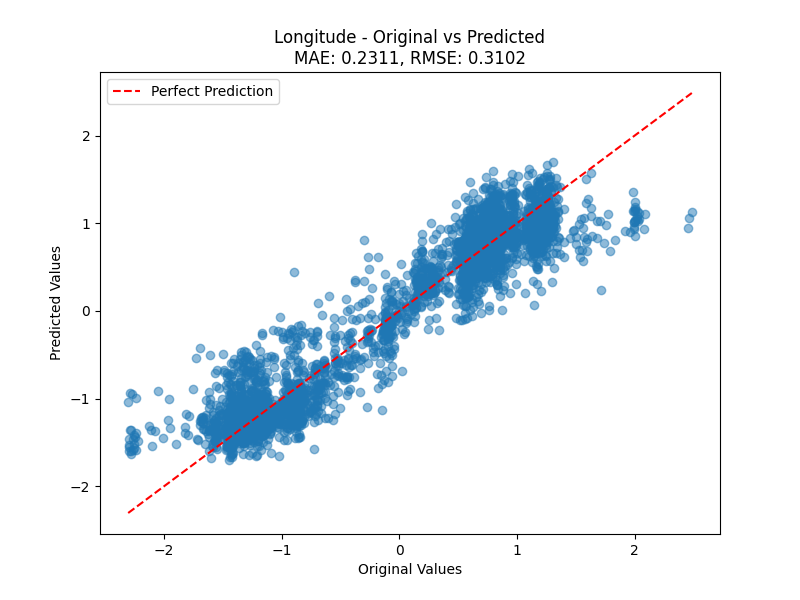 Longitude - Original vs Predicted
MAE: 0.2311, RMSE: 0.3102
Perfect Prediction
2
1
0
−1
−2
Predicted Values
−2
−1
0
1
2
Original Values